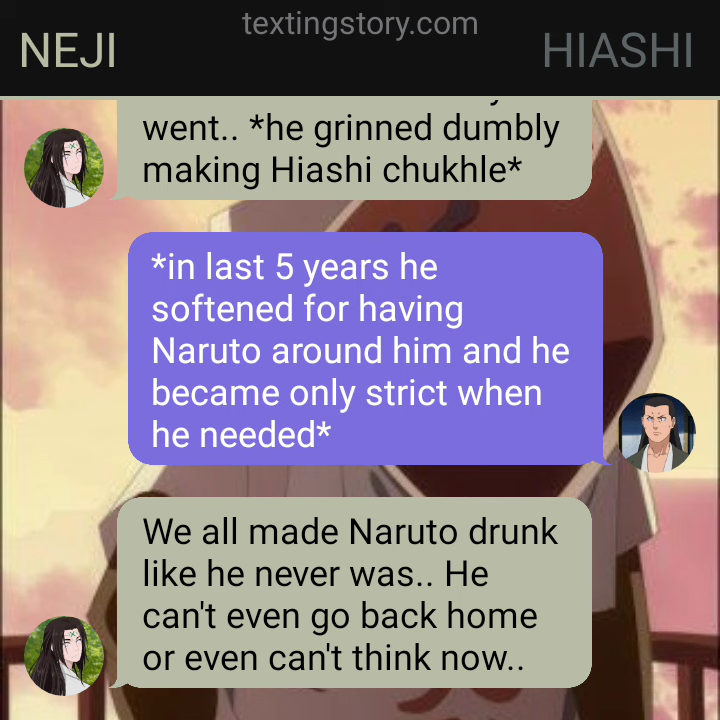 textingstory.com
NEJI
HIASHI
went.. *he grinned dumbly
making Hiashi chukhle*
*in last 5 years he
softened for having
Naruto around him and he
became only strict when
he needed*
We all made Naruto drunk
like he never was.. He
can't even go back home
or even can't think now..